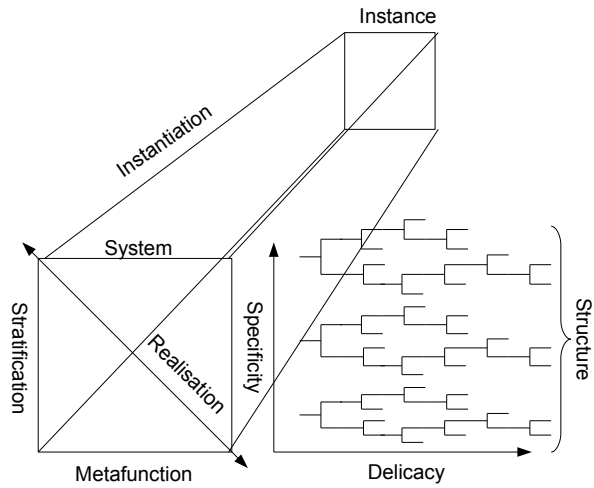 Instance
Instantiation
System
Stratification
Realisation
Specificity
Structure
Metafunction
Delicacy